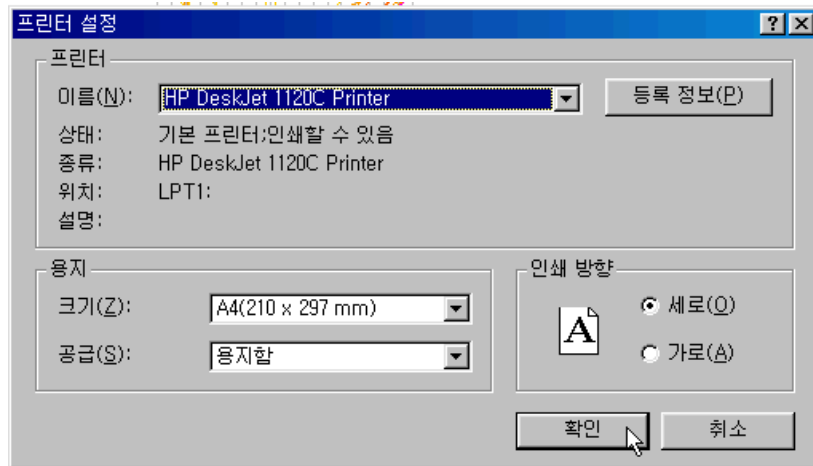 프린터 설정
프린터
이름(N): HP DeskJet 1120C Printer 등록 정보(P)
상태: 기본 프린터;인쇄할 수 있음
종류: HP DeskJet 1120C Printer
위치: LPT1:
설명:
용지
크기(Z): A4(210 x 297 mm)
공급(S): 용지함
인쇄 방향
A
세로(O)
가로(A)
확인 취소